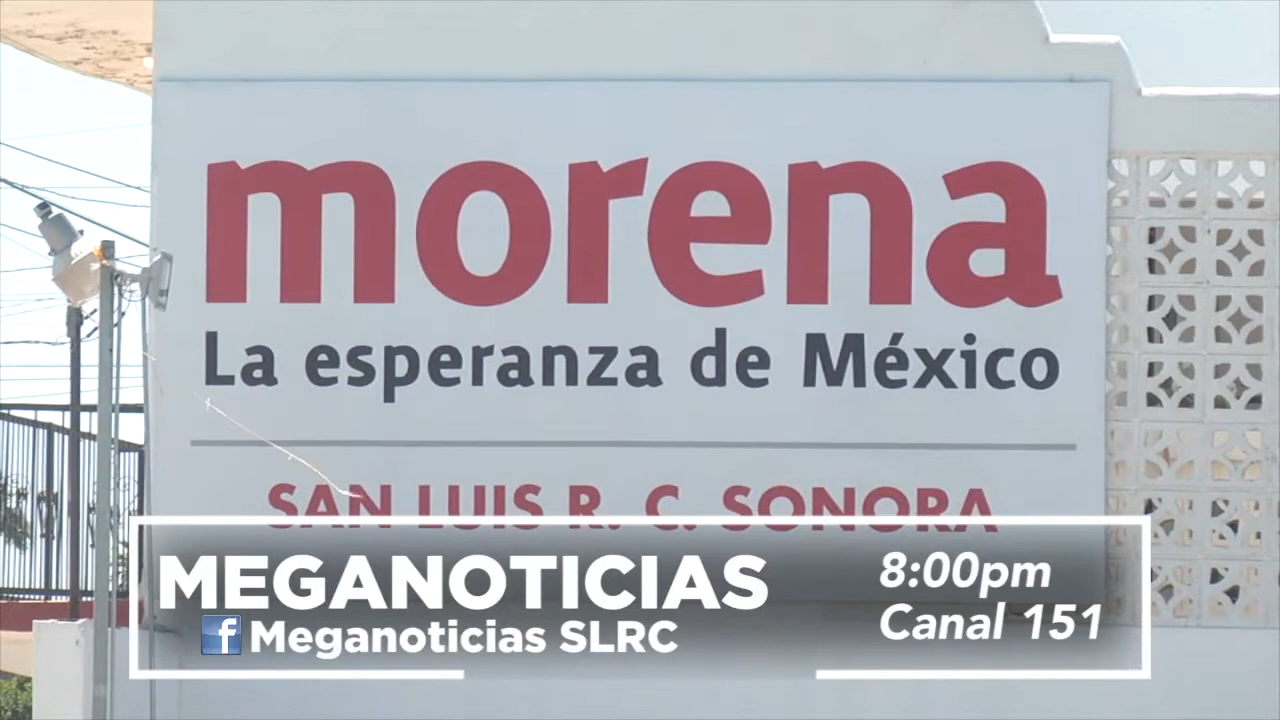 morena
La esperanza de México
SAN LUIS R. C. SONORA
MEGANOTICIAS
Meganoticias SLRC
8:00pm
Canal 151